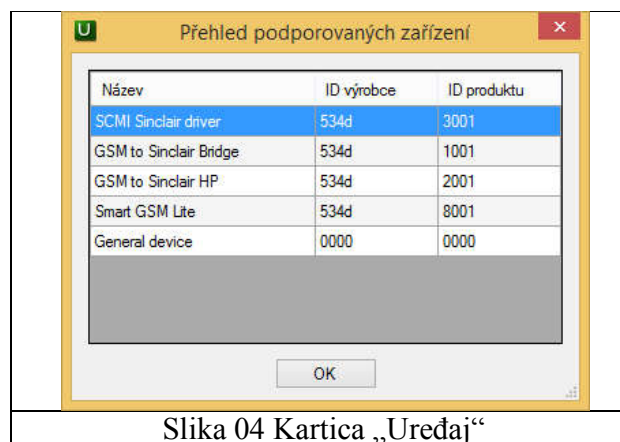 U Přehled podporovaných zařízení ×
Název ID výrobce ID produktu
SCMI Sinclair driver 534d 3001
GSM to Sinclair Bridge 534d 1001
GSM to Sinclair HP 534d 2001
Smart GSM Lite 534d 8001
General device 0000 0000
OK
Slika 04 Kartica „Uređaj“